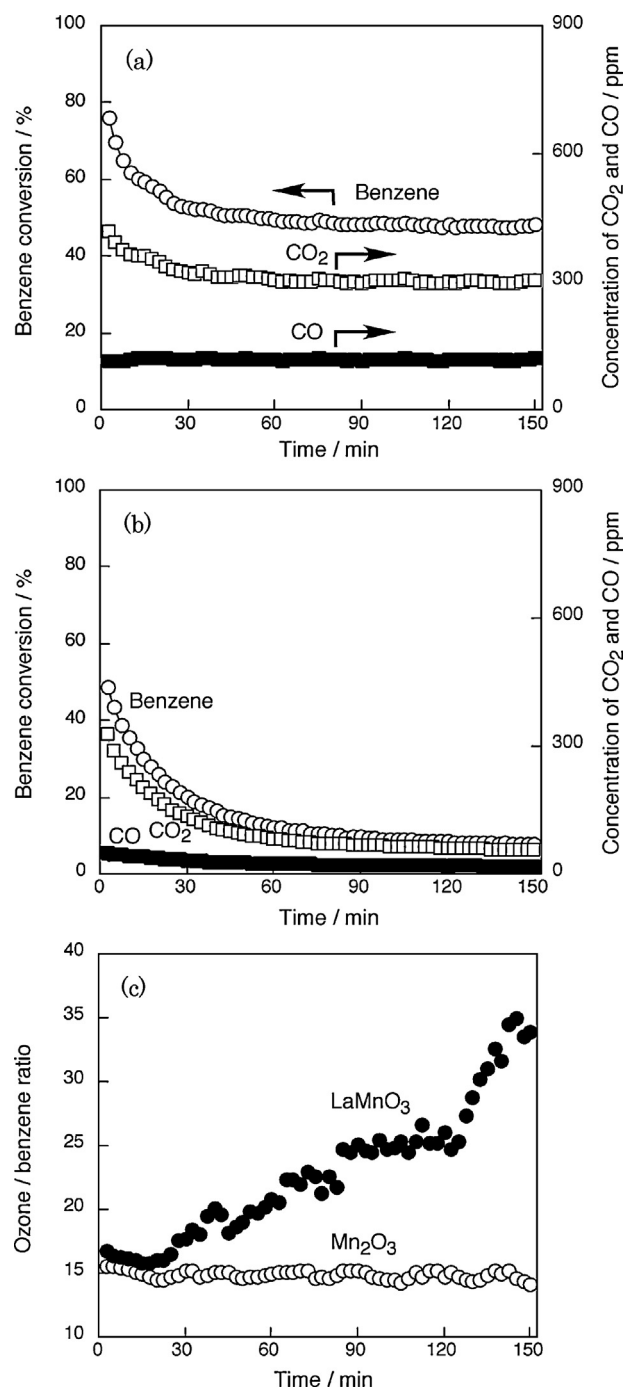 (a)
Benzene conversion / %
100
80
60
40
20
0
Benzene
CO2
CO
900
600
300
0
Concentration of CO2 and CO / ppm
0 30 60 90 120 150
Time / min
(b)
Benzene conversion / %
100
80
60
40
20
0
Benzene
CO CO2
900
600
300
0
Concentration of CO2 and CO / ppm
0 30 60 90 120 150
Time / min
(c)
Ozone / benzene ratio
40
35
30
25
20
15
10
LaMnO3
Mn2O3
0 30 60 90 120 150
Time / min